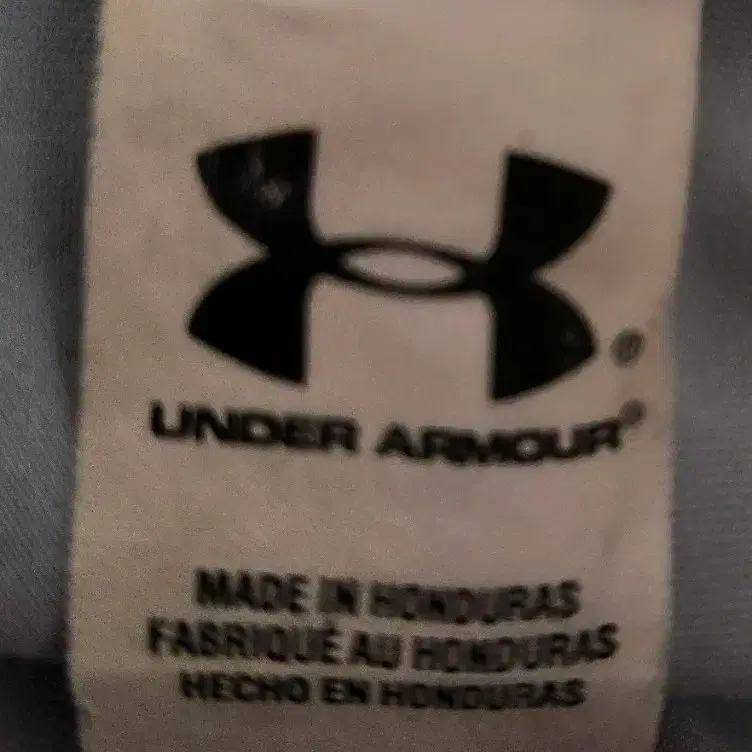 UNDER ARMOUR®
MADE IN HONDURAS
FABRIQUÉ AU HONDURAS
HECHO EN HONDURAS